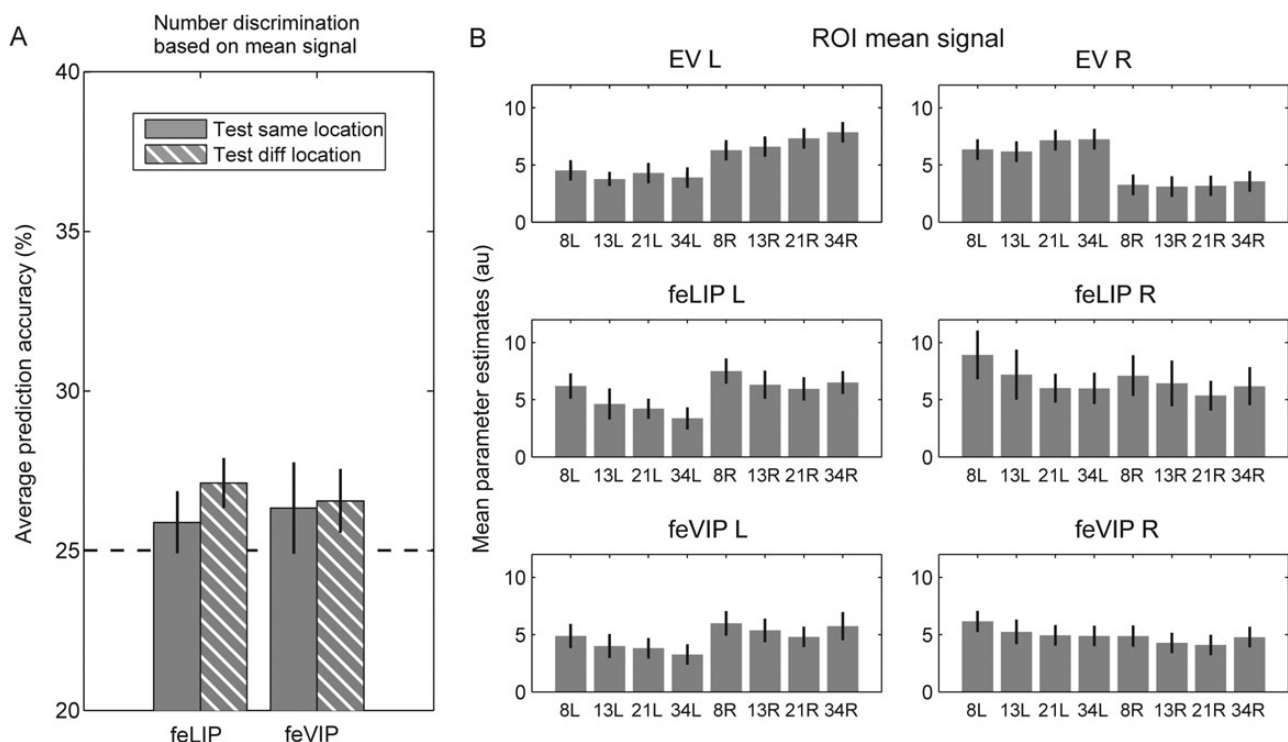 A
Number discrimination
based on mean signal
Average prediction accuracy (%)
40
35
30
25
20
Test same location
Test diff location
feLIP feVIP
B
ROI mean signal
Mean parameter estimates (au)
EV L
10
5
0
8L 13L 21L 34L 8R 13R 21R 34R
EV R
10
5
0
8L 13L 21L 34L 8R 13R 21R 34R
feLIP L
10
5
0
8L 13L 21L 34L 8R 13R 21R 34R
feLIP R
10
5
0
8L 13L 21L 34L 8R 13R 21R 34R
feVIP L
10
5
0
8L 13L 21L 34L 8R 13R 21R 34R
feVIP R
10
5
0
8L 13L 21L 34L 8R 13R 21R 34R